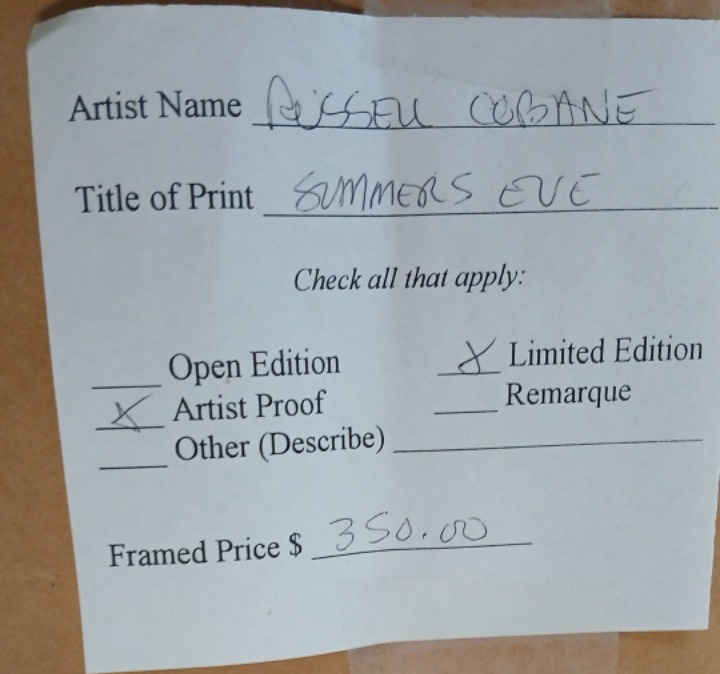 Artist Name RUSSELL COBANE
Title of Print SUMMERS EVE
Check all that apply:
Open Edition X Limited Edition
X Artist Proof Remarque
Other (Describe)
Framed Price $ 350.00